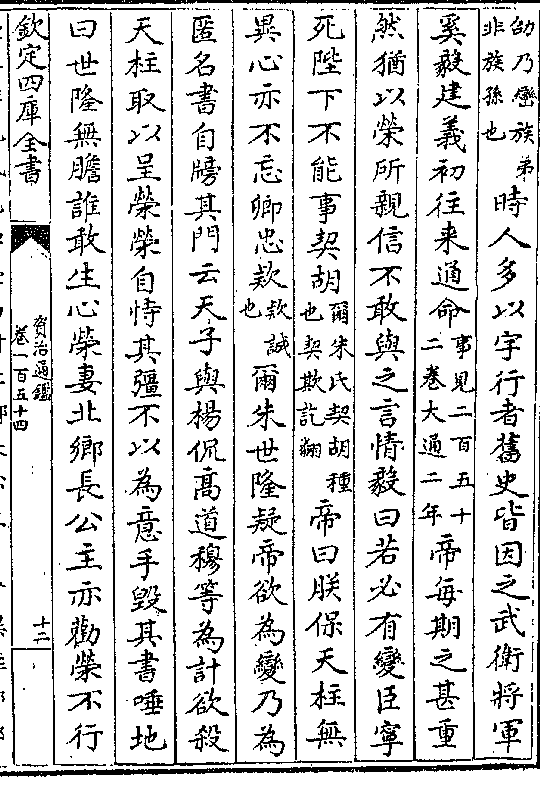 劭乃巒族弟
非族孫也
時人多以字行者舊史皆因之武衛將軍
奚毅建義初往来通命
事見二百五十
二卷大通二年
帝每期之甚重
然猶以榮所親信不敢與之言情毅曰若必有變臣寧
死陛下不能事契胡
爾朱氏契胡種
也契欺訖翻
帝曰朕保天柱無
異心亦不忘卿忠款
款誠
也
爾朱世隆疑帝欲為變乃為
匿名書自牓其門云天子與楊侃髙道穆等為計欲殺
天柱取以呈榮榮自恃其彊不以為意手毀其書唾地
曰世隆無膽誰敢生心榮妻北鄉長公主亦勸榮不行
欽定四庫全書
資治通鑑
卷一百五十四
十二